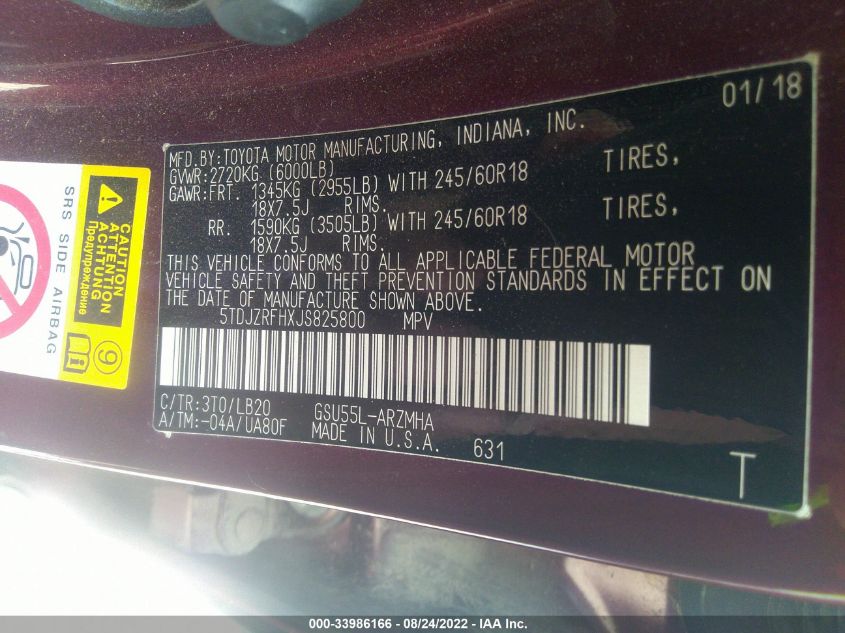 01/18
MFD.BY:TOYOTA MOTOR MANUFACTURING, INDIANA, INC.
GVWR:2720KG (6000LB)
GAWR:FRT. 1345KG (2955LB) WITH 245/60R18 TIRES,
18X7.5J RIMS.
RR. 1590KG (3505LB) WITH 245/60R18 TIRES,
18X7.5J RIMS.
THIS VEHICLE CONFORMS TO ALL APPLICABLE FEDERAL MOTOR
VEHICLE SAFETY AND THEFT PREVENTION STANDARDS IN EFFECT ON
THE DATE OF MANUFACTURE SHOWN ABOVE.
5TDJZRFHXJS825800 MPV
C/TR:3T0/LB20 GSU55L-ARZMHA
A/TM:-04A/UA80F MADE IN U.S.A. 631
T
SRS SIDE AIRBAG
CAUTION
ATTENTION
ACHTUNG
Предупреждение
9
000-33986166 - 08/24/2022 - IAA Inc.